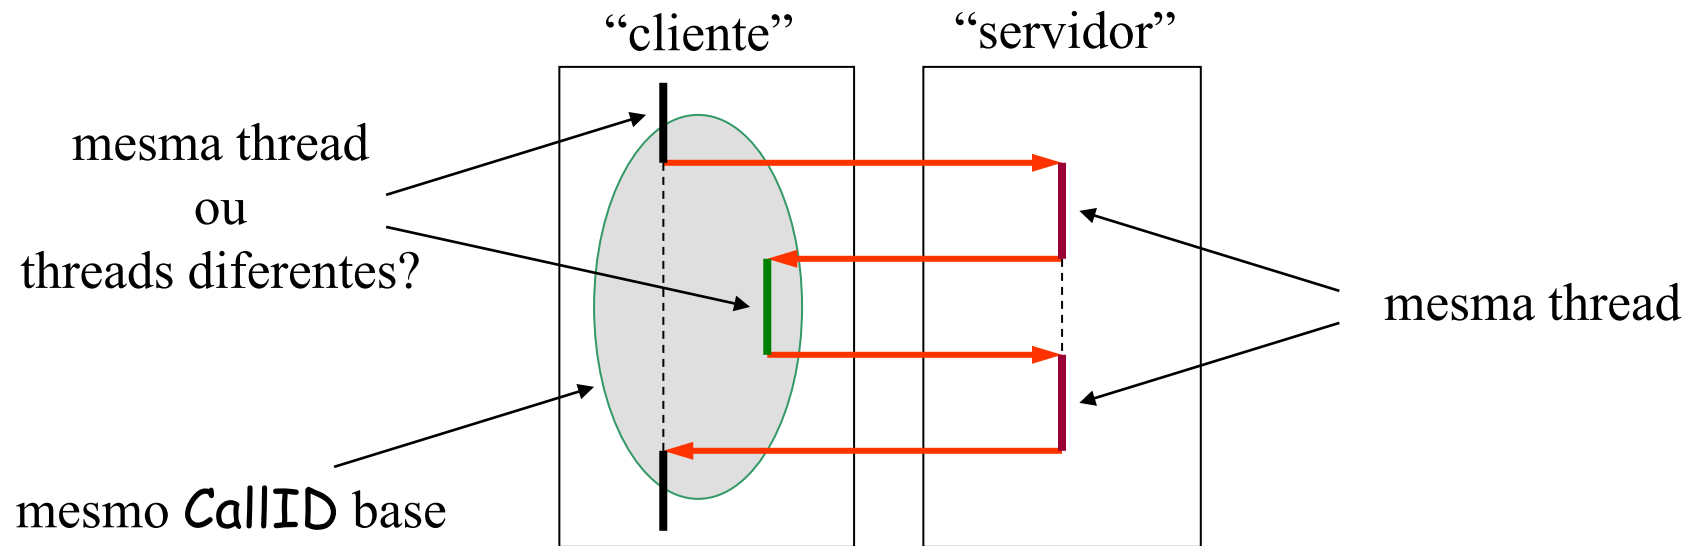 “cliente”
“servidor”
mesma thread
ou
threads diferentes?
mesma thread
mesmo CallID base